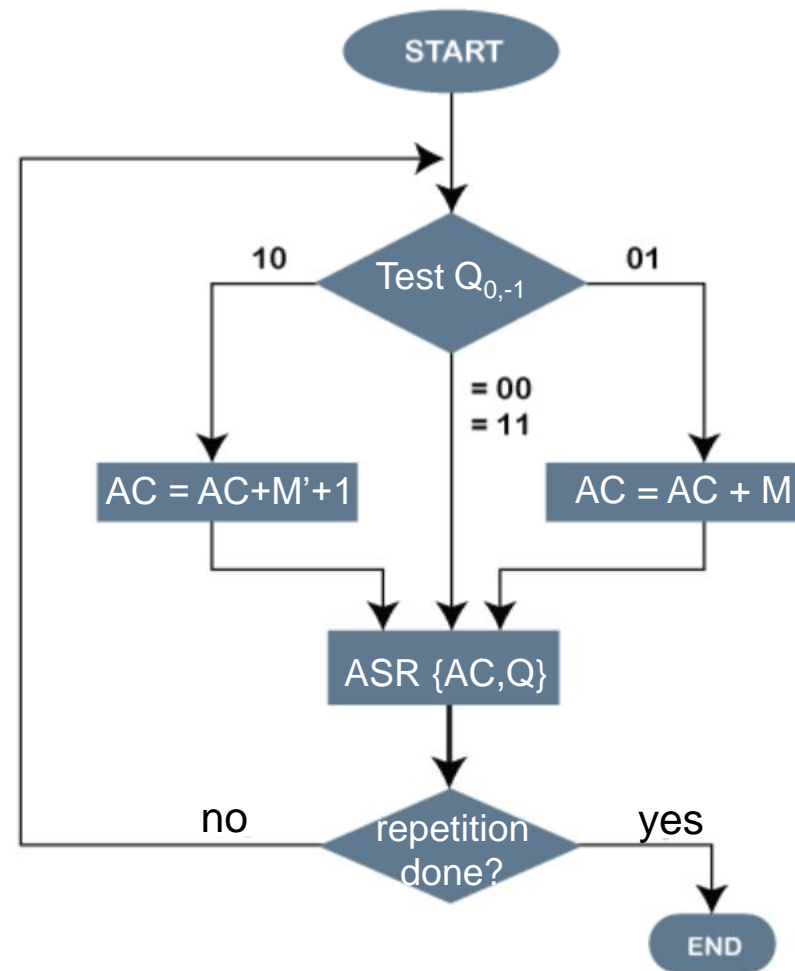 START
10
Test Q₀,₋₁
01
= 00
= 11
AC = AC+M’+1
AC = AC + M
ASR {AC,Q}
no
repetition
done?
yes
END